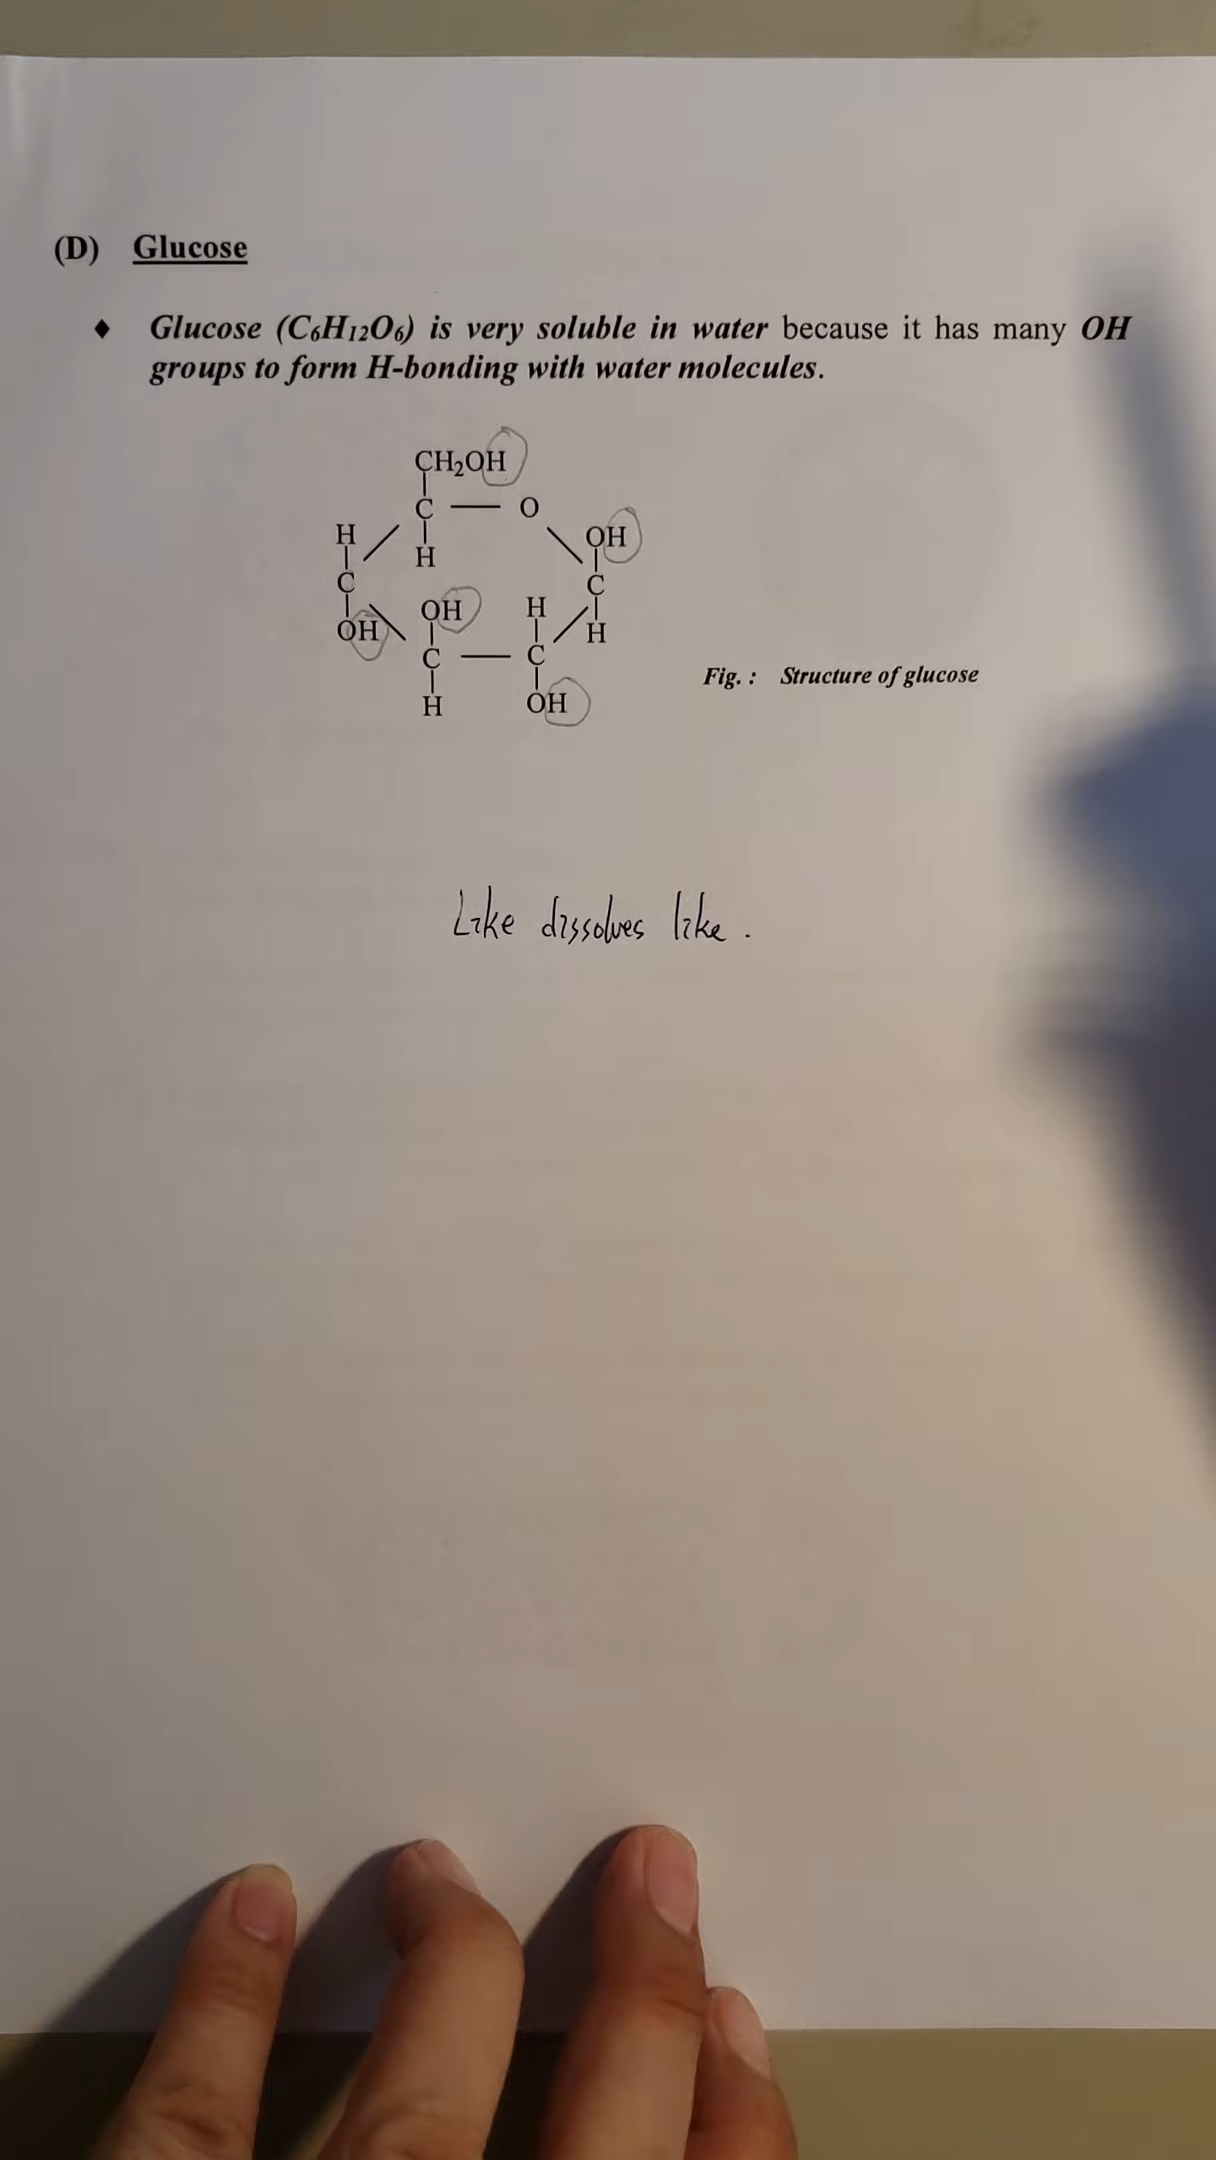 (D) Glucose
♦ Glucose (C₆H₁₂O₆) is very soluble in water because it has many OH
groups to form H-bonding with water molecules.
CH₂OH
C — O
H
OH
H
C
C
OH
H
OH
H
C — C
H
OH
Fig. : Structure of glucose
Like dissolves like.